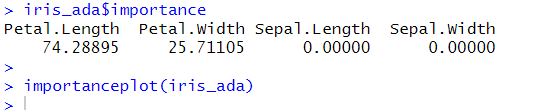 > iris_ada$importance
Petal.Length Petal.Width Sepal.Length Sepal.Width
74.28895 25.71105 0.00000 0.00000
>
> importanceplot(iris_ada)
>